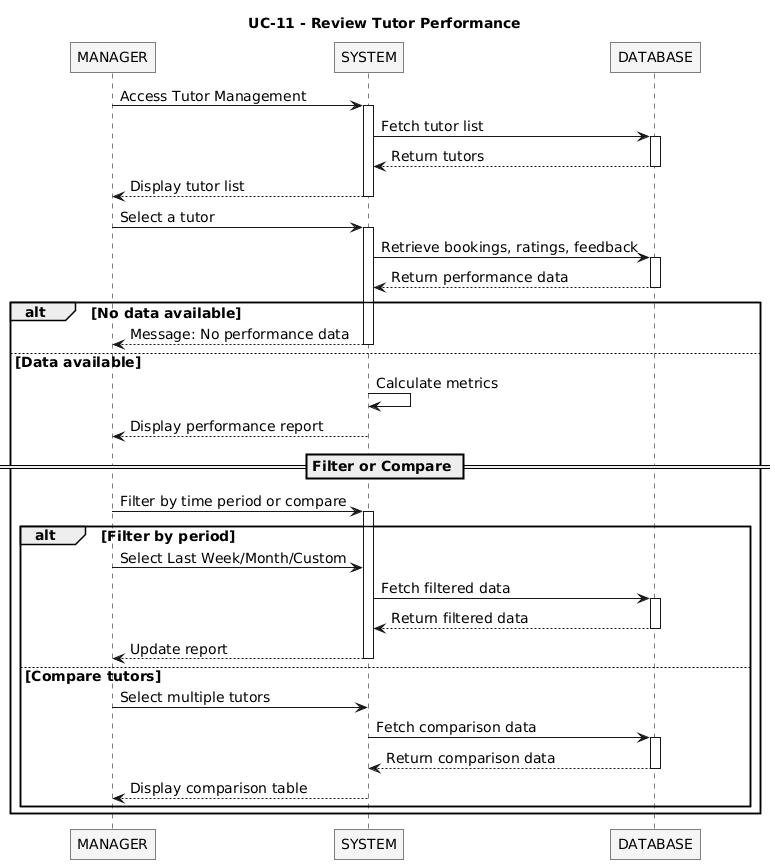 UC-11 - Review Tutor Performance
MANAGER
SYSTEM
DATABASE
Access Tutor Management
Fetch tutor list
Return tutors
Display tutor list
Select a tutor
Retrieve bookings, ratings, feedback
Return performance data
alt
[No data available]
Message: No performance data
[Data available]
Calculate metrics
Display performance report
Filter or Compare
Filter by time period or compare
alt
[Filter by period]
Select Last Week/Month/Custom
Fetch filtered data
Return filtered data
Update report
[Compare tutors]
Select multiple tutors
Fetch comparison data
Return comparison data
Display comparison table
MANAGER
SYSTEM
DATABASE